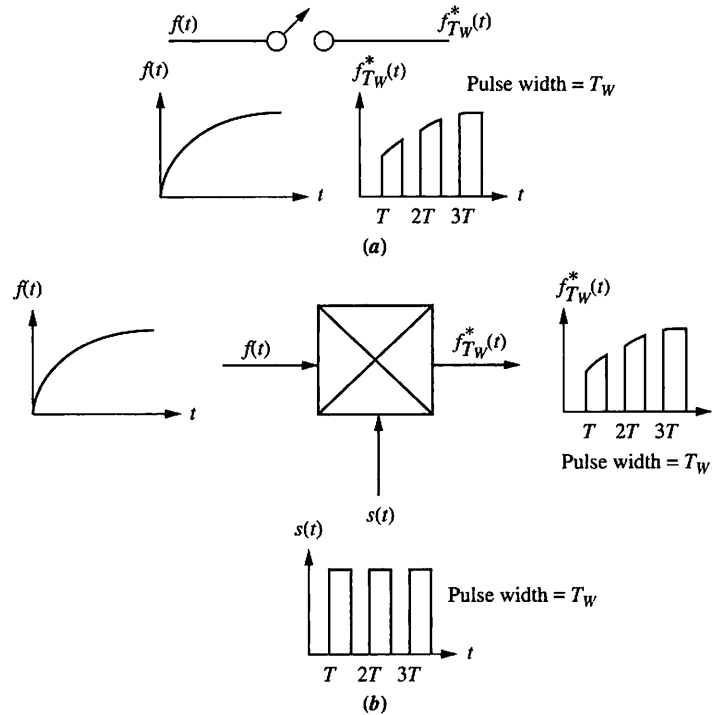 f(t)
f*_{T_W}(t)
f(t)
f*_{T_W}(t)
Pulse width = T_W
t
t
T 2T 3T
(a)
f(t)
f*_{T_W}(t)
f(t)
f*_{T_W}(t)
t
t
T 2T 3T
Pulse width = T_W
s(t)
s(t)
Pulse width = T_W
t
T 2T 3T
(b)